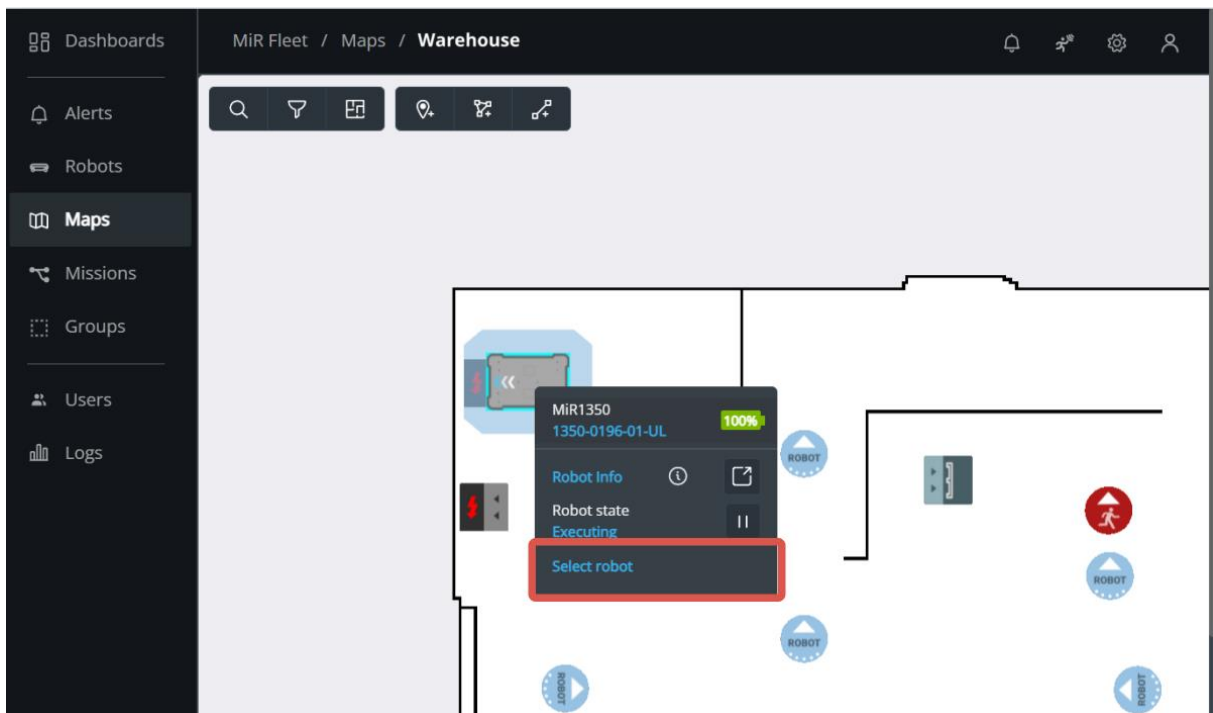 Dashboards
MiR Fleet / Maps / Warehouse
Alerts
Robots
Maps
Missions
Groups
Users
Logs
MiR1350
100%
1350-0196-01-UL
Robot Info
Robot state
Executing
Select robot
ROBOT
ROBOT
ROBOT
ROBOT
ROBOT